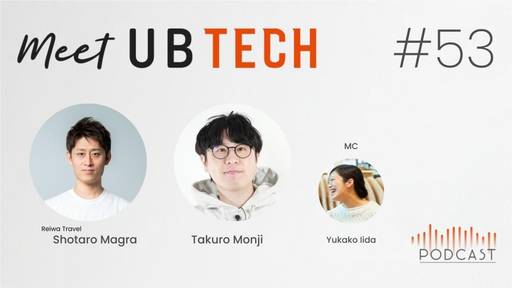 Meet UB TECH #53
MC
Reiwa Travel
Shotaro Magra
Takuro Monji
Yukako Iida
PODCAST